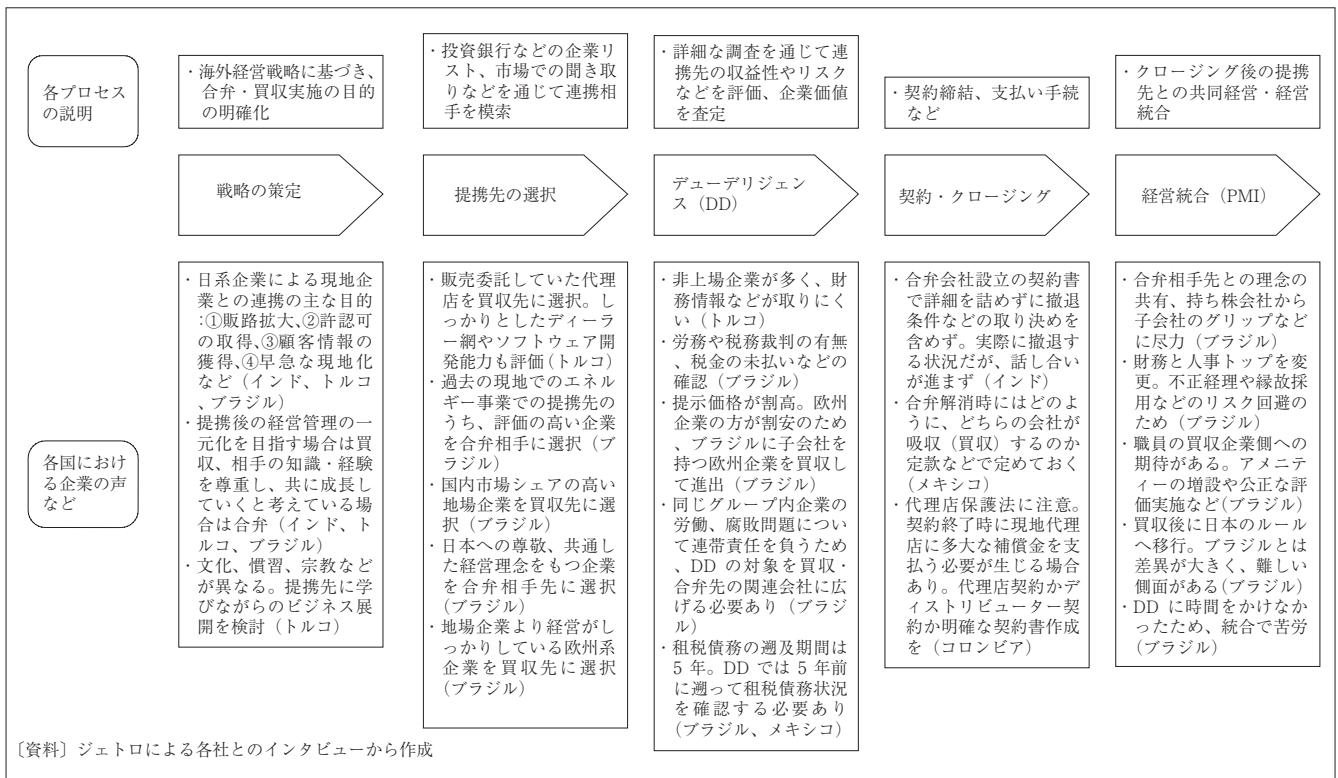 各プロセス
の説明
・海外経営戦略に基づき、
合弁・買収実施の目的
の明確化
・投資銀行などの企業リ
スト、市場での聞き取
りなどを通じて連携相
手を模索
・詳細な調査を通じて連
携先の収益性やリスク
などを評価、企業価値
を査定
・契約締結、支払い手続
など
・クロージング後の提携
先との共同経営・経営
統合
戦略の策定
提携先の選択
デューデリジェン
ス（DD）
契約・クロージング
経営統合（PMI）
各国におけ
る企業の声
など
・日系企業による現地企
業との連携の主な目的
:①販路拡大、②許認可
の取得、③顧客情報の
獲得、④早急な現地化
など（インド、トルコ
、ブラジル）
・提携後の経営管理の一
元化を目指す場合は買
収、相手の知識・経験
を尊重し、共に成長し
ていくと考えている場
合は合弁（インド、ト
ルコ、ブラジル）
・文化、慣習、宗教など
が異なる。提携先に学
びながらのビジネス展
開を検討（トルコ）
・販売委託していた代理
店を買収先に選択。し
っかりとしたディーラ
ー網やソフトウェア開
発能力も評価（トルコ）
・過去の現地でのエネル
ギー事業での提携先の
うち、評価の高い企業
を合弁相手に選択（ブ
ラジル）
・国内市場シェアの高い
地場企業を買収先に選
択（ブラジル）
・日本への尊敬、共通し
た経営理念をもつ企業
を合弁相手先に選択
（ブラジル）
・地場企業より経営がし
っかりしている欧州系
企業を買収先に選択
（ブラジル）
・非上場企業が多く、財
務情報などが取りにく
い（トルコ）
・労務や税務裁判の有無
、税金の未払いなどの
確認（ブラジル）
・提示価格が割高。欧州
企業の方が割安のため
、ブラジルに子会社を
持つ欧州企業を買収し
て進出（ブラジル）
・同じグループ内企業の
労働、腐敗問題につい
て連帯責任を負うため
、DD の対象を買収・
合弁先の関連会社に広
げる必要あり（ブラジ
ル）
・租税債務の遡及期間は
5 年。DD では 5 年前
に遡って租税債務状況
を確認する必要あり
（ブラジル、メキシコ）
・合弁会社設立の契約書
で詳細を詰めずに撤退
条件などの取り決めを
含めず。実際に撤退す
る状況だが、話し合い
が進まず（インド）
・合弁解消時にはどのよ
うに、どちらの会社が
吸収（買収）するのか
定款などで定めておく
（メキシコ）
・代理店保護法に注意。
契約終了時に現地代理
店に多大な補償金を支
払う必要が生じる場合
あり。代理店契約かデ
ィストリビューター契
約か明確な契約書作成
を（コロンビア）
・合弁相手先との理念の
共有、持ち株会社から
子会社のグリップなど
に尽力（ブラジル）
・財務と人事トップを変
更。不正経理や縁故採
用などのリスク回避の
ため（ブラジル）
・職員の買収企業側への
期待がある。アメニテ
ィーの増設や公正な評
価実施など（ブラジル）
・買収後に日本のルール
へ移行。ブラジルとは
差異が大きく、難しい
側面がある（ブラジル）
・DD に時間をかけなか
ったため、統合で苦労
（ブラジル）
〔資料〕ジェトロによる各社とのインタビューから作成